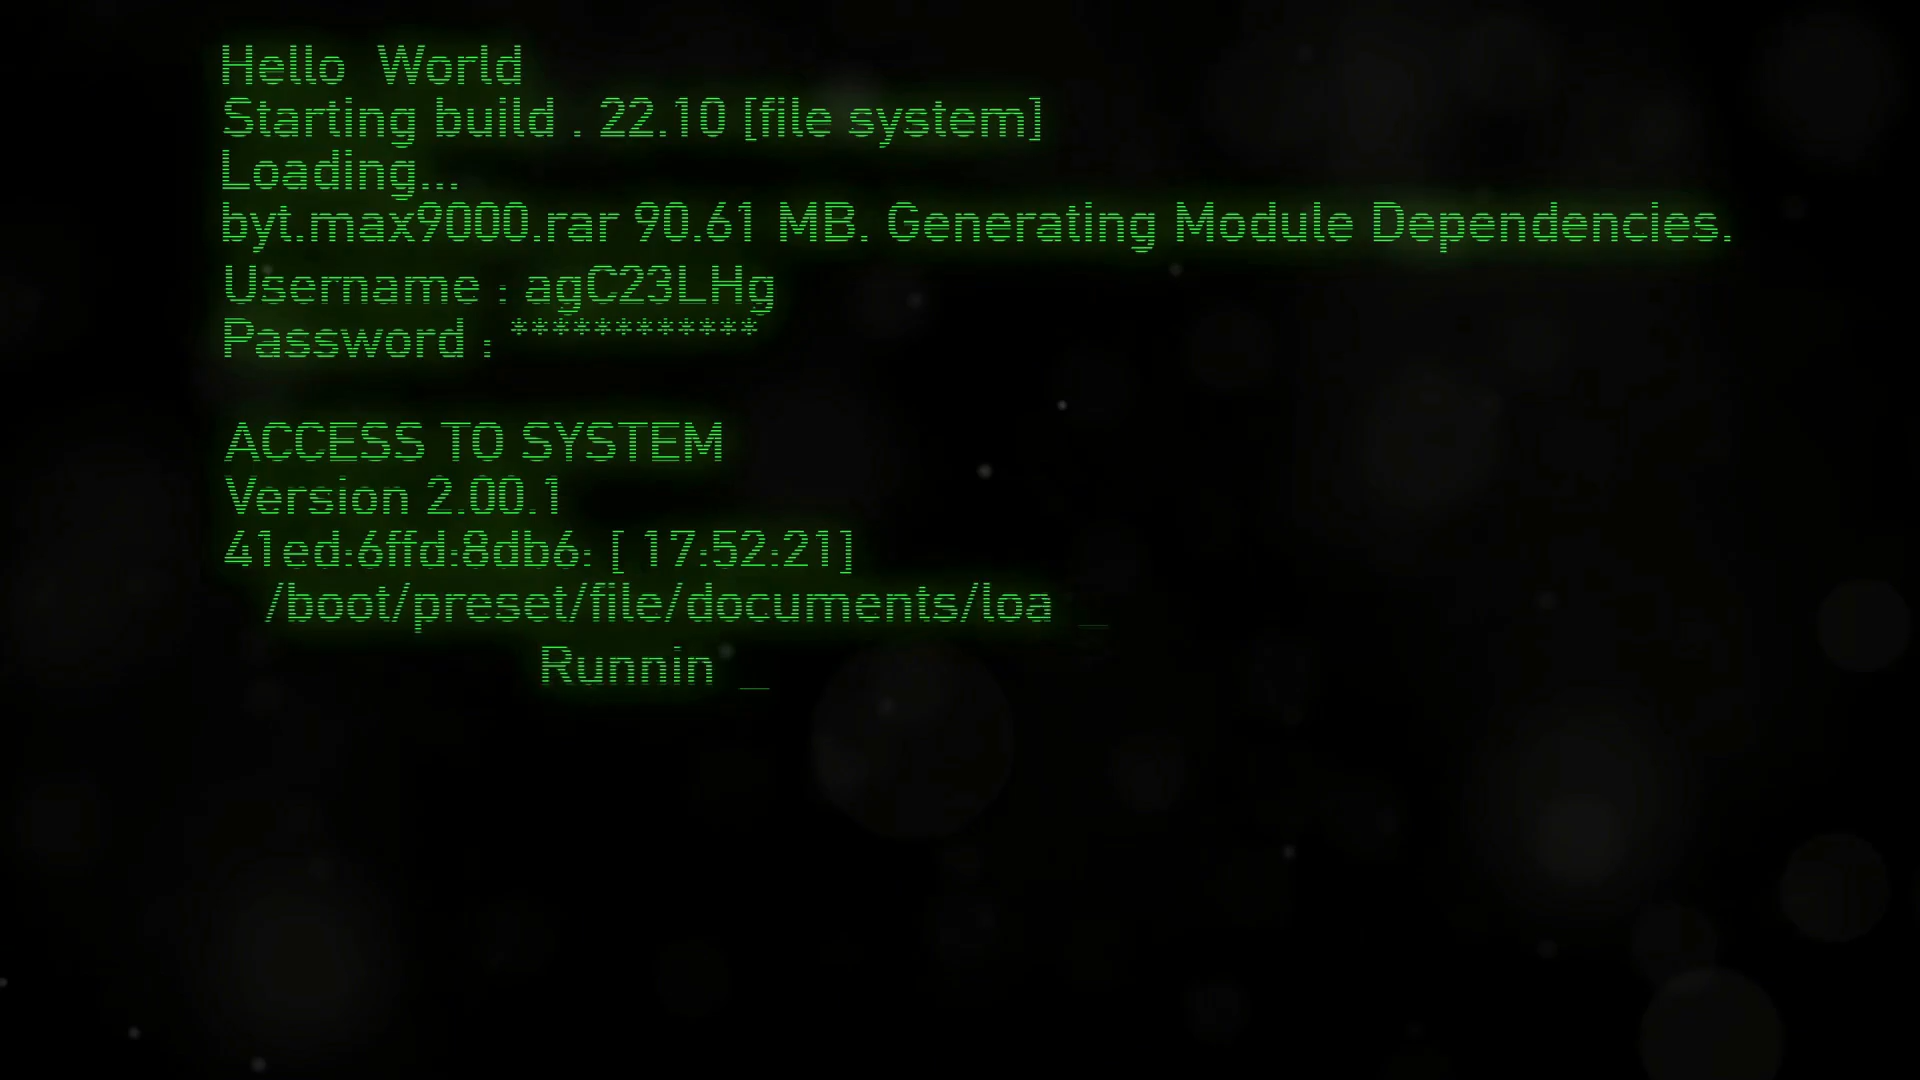 Hello  World
Starting build . 22.10 [file system]
Loading...
byt.max9000.rar 90.61 MB. Generating Module Dependencies.
Username : agC23LHg
Password : ************
ACCESS TO SYSTEM
Version 2.00.1
41ed:6ffd:8db6: [ 17:52:21]
/boot/preset/file/documents/loa _
Runnin _